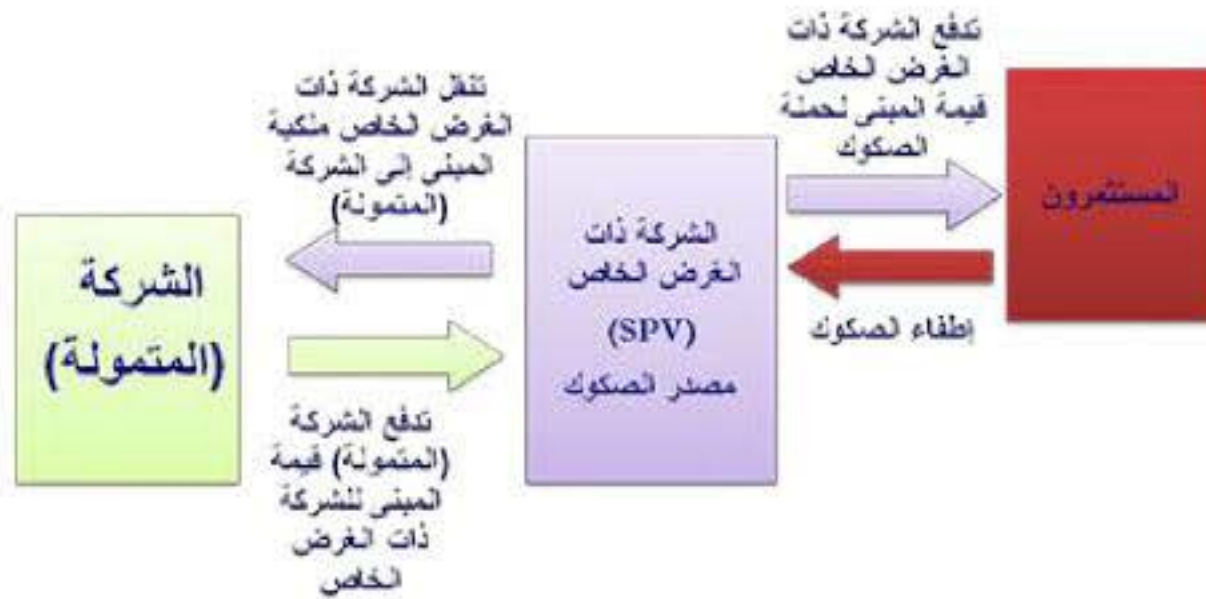 تدفع الشركة ذات
الغرض الخاص
قيمة المبنى لحملة
الصكوك
المستثمرون
إطفاء الصكوك
تنقل الشركة ذات
الغرض الخاص ملكية
المبنى إلى الشركة
(المتمولة)
الشركة ذات
الغرض الخاص
(SPV)
مصدر الصكوك
الشركة
(المتمولة)
تدفع الشركة
(المتمولة) قيمة
المبنى للشركة
ذات الغرض
الخاص